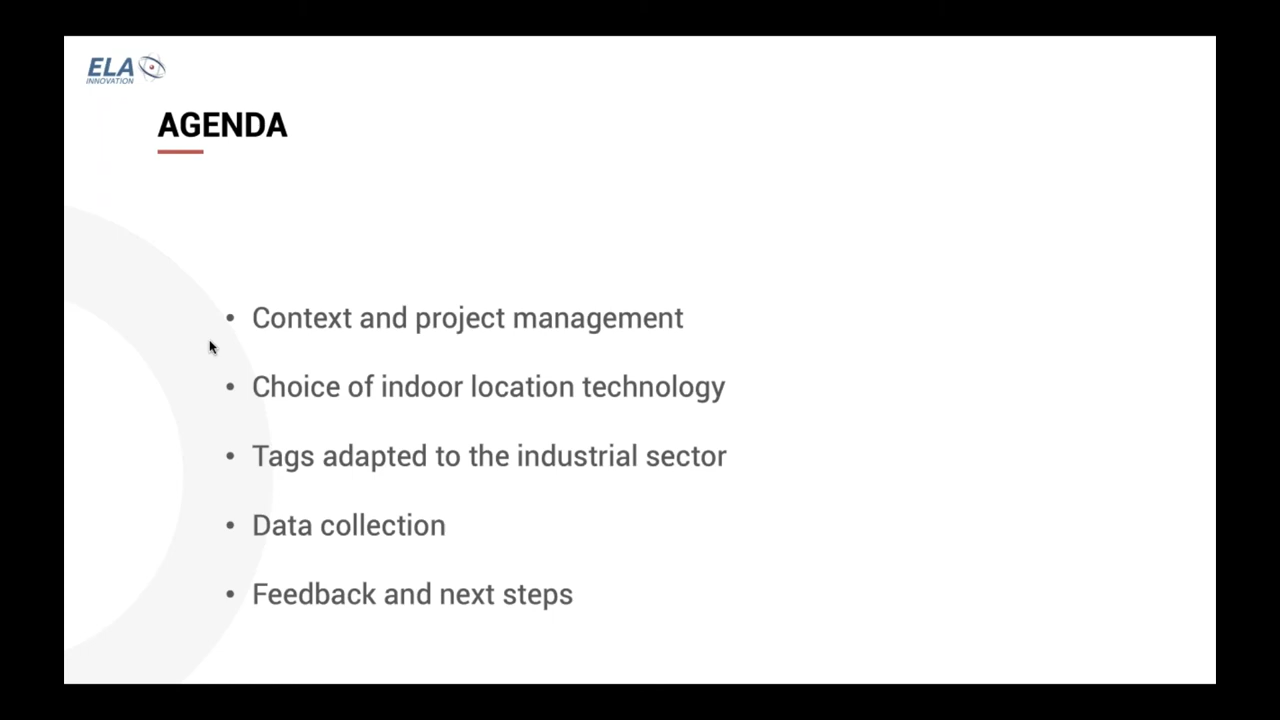 ELA
INNOVATION
AGENDA
• Context and project management
• Choice of indoor location technology
• Tags adapted to the industrial sector
• Data collection
• Feedback and next steps